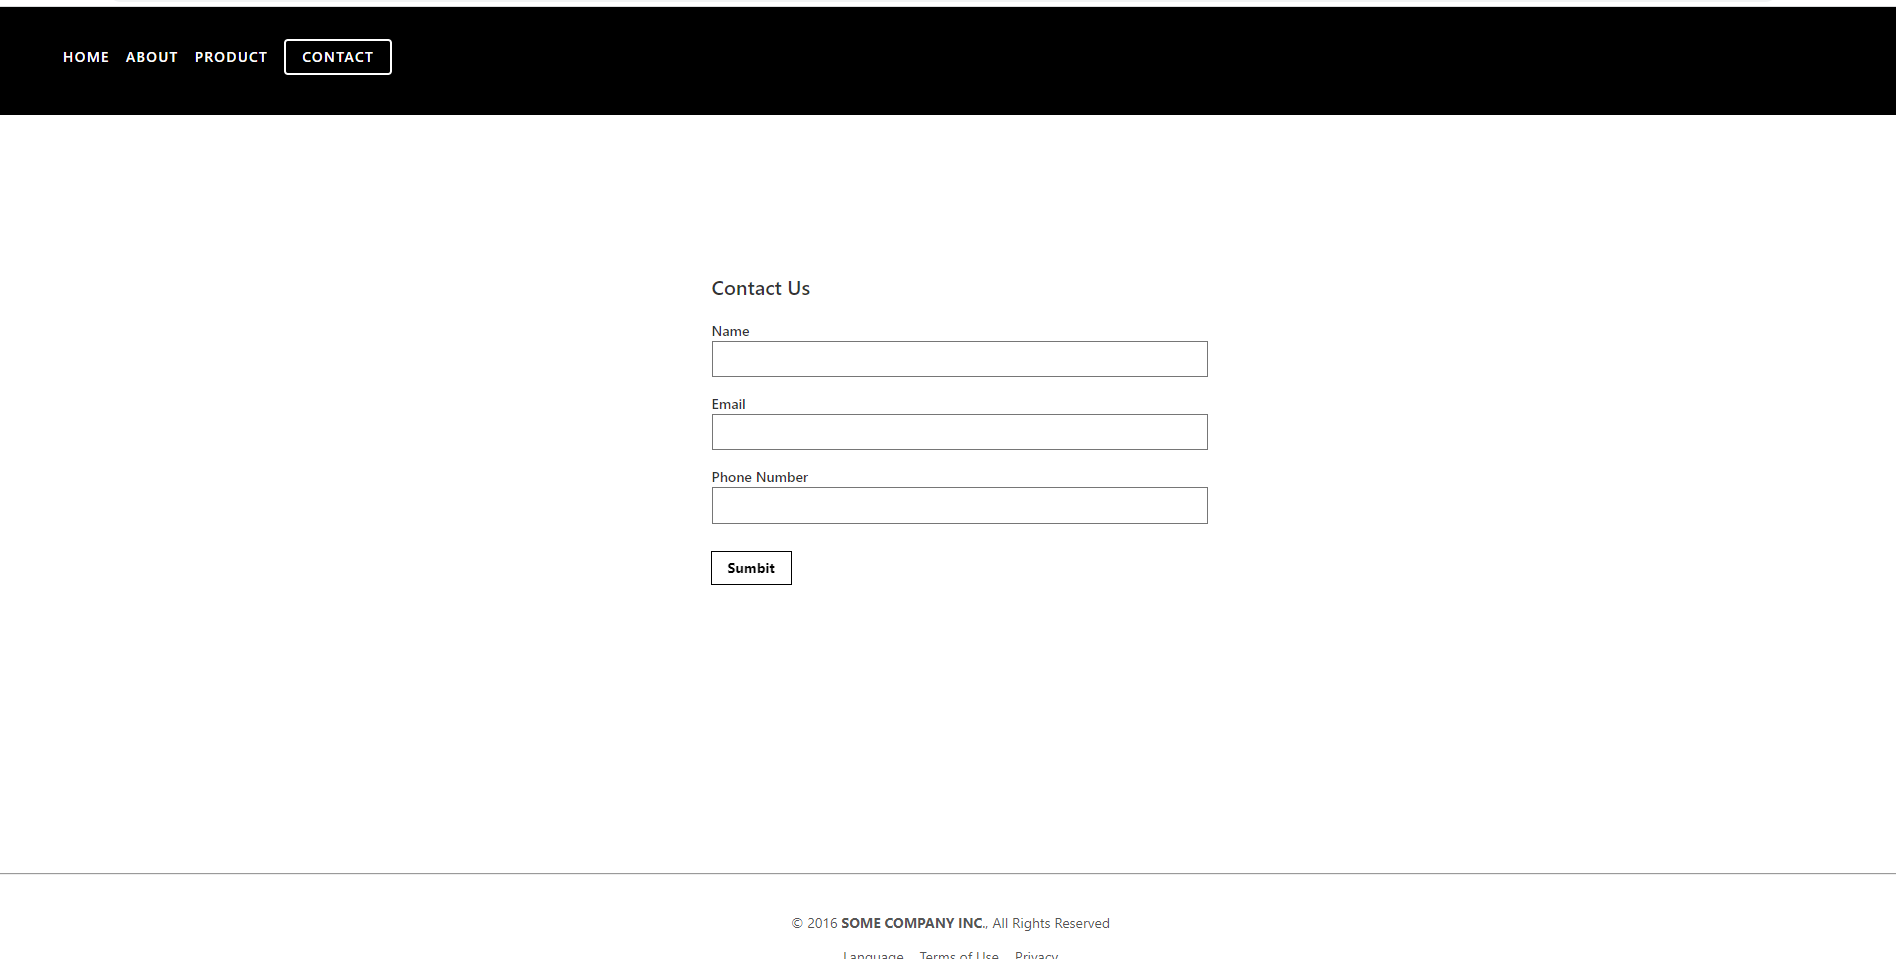 HOME ABOUT PRODUCT CONTACT
Contact Us
Name
Email
Phone Number
Sumbit
© 2016 SOME COMPANY INC., All Rights Reserved
Language Terms of Use Privacy